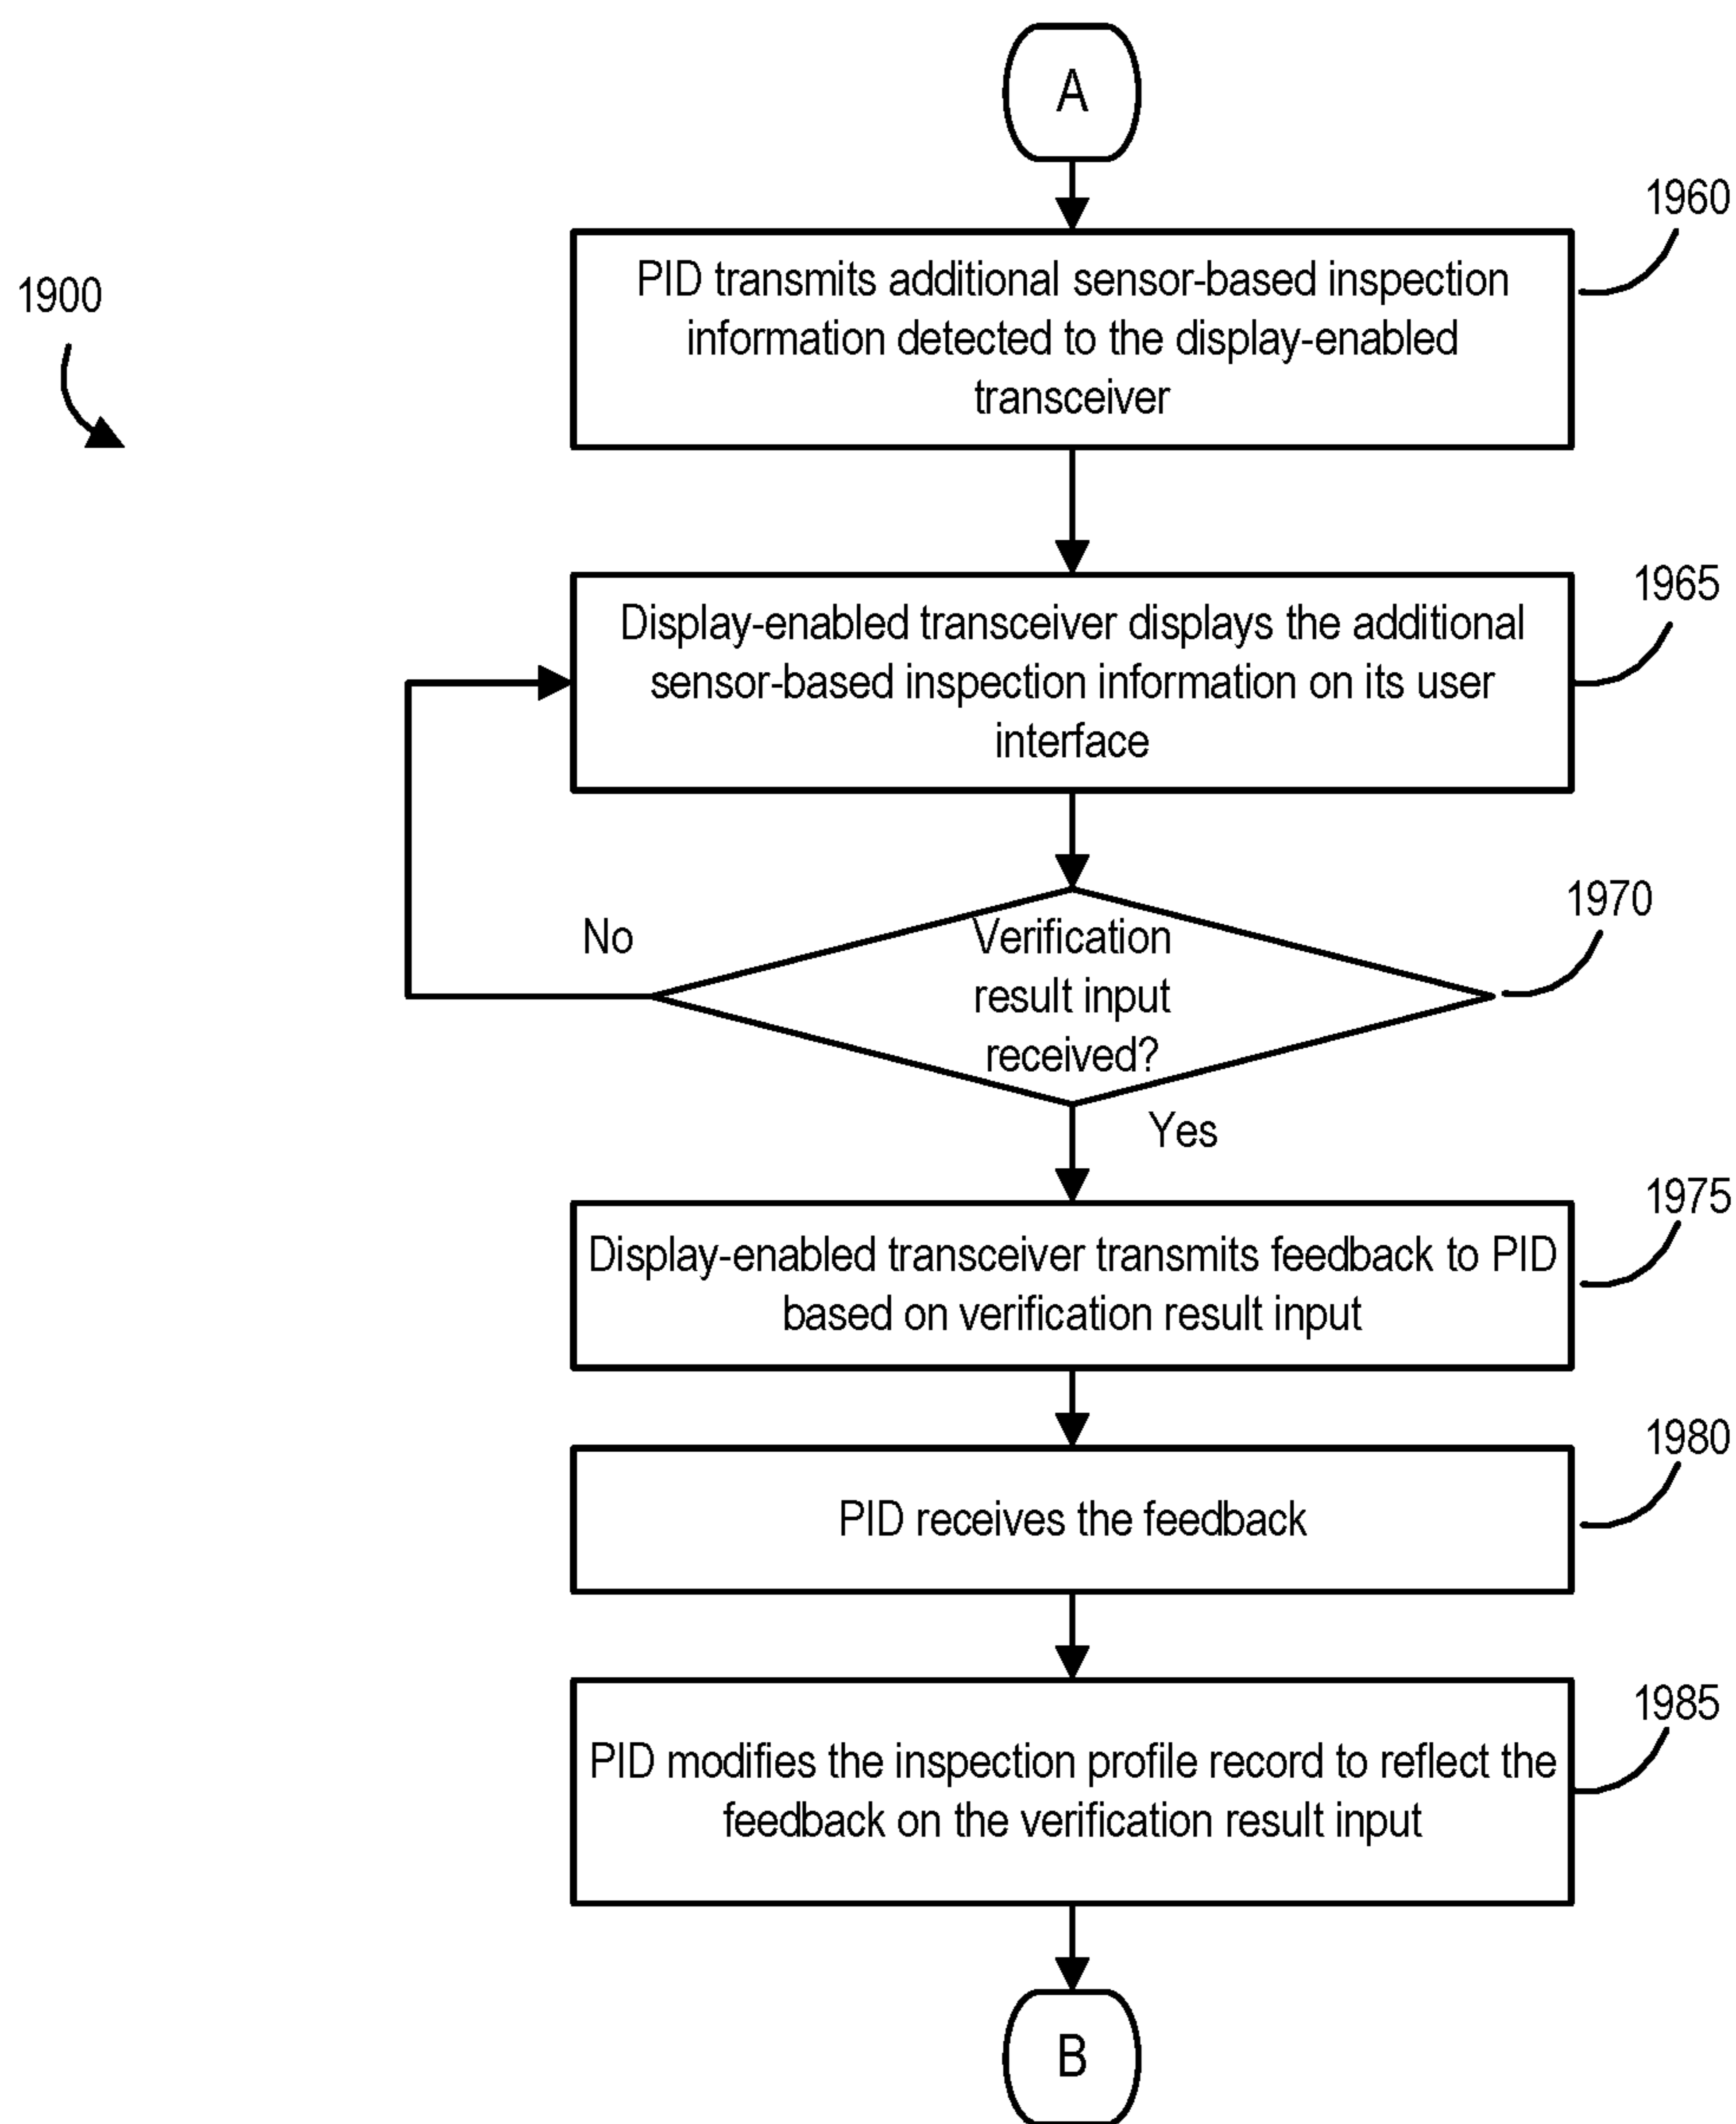 A
1960
1900
PID transmits additional sensor-based inspection
information detected to the display-enabled
transceiver
1965
Display-enabled transceiver displays the additional
sensor-based inspection information on its user
interface
1970
No
Verification
result input
received?
Yes
1975
Display-enabled transceiver transmits feedback to PID
based on verification result input
1980
PID receives the feedback
1985
PID modifies the inspection profile record to reflect the
feedback on the verification result input
B